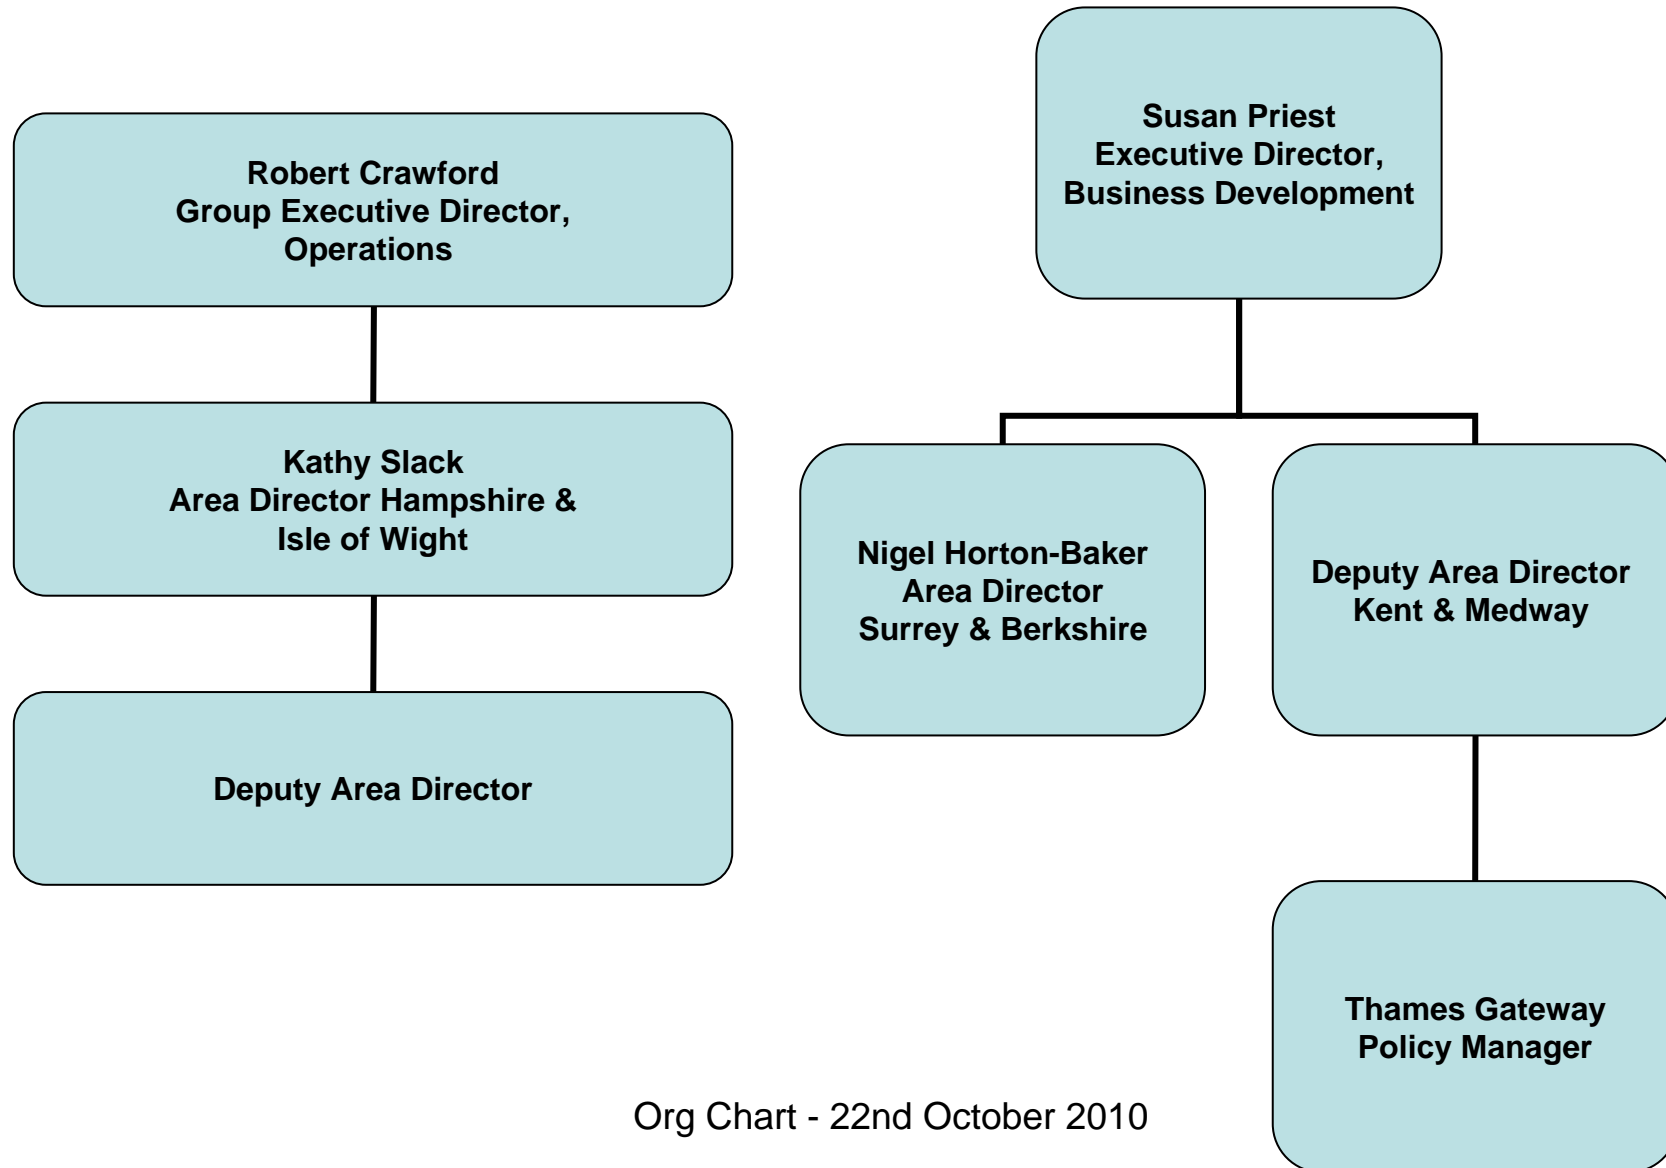 Robert Crawford
Group Executive Director,
Operations
Kathy Slack
Area Director Hampshire &
Isle of Wight
Deputy Area Director
Susan Priest
Executive Director,
Business Development
Nigel Horton-Baker
Area Director
Surrey & Berkshire
Deputy Area Director
Kent & Medway
Thames Gateway
Policy Manager
Org Chart - 22nd October 2010